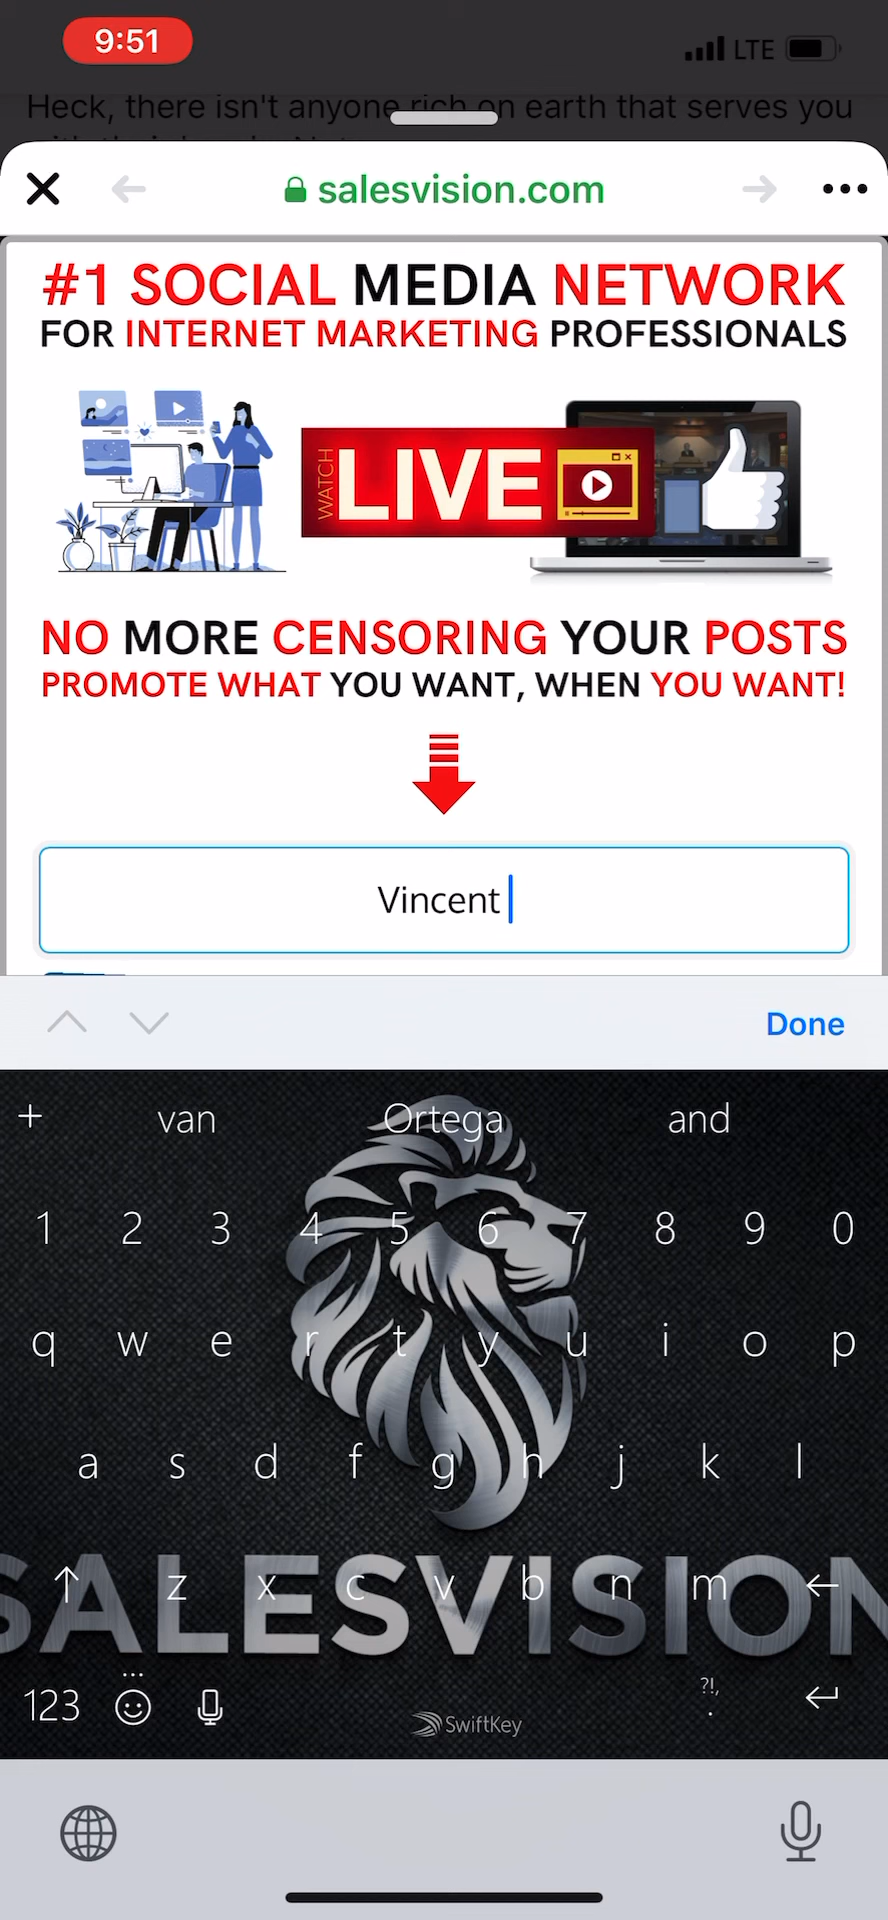 9:51
LTE
Heck, there isn't anyone rich on earth that serves you
salesvision.com
#1 SOCIAL MEDIA NETWORK
FOR INTERNET MARKETING PROFESSIONALS
WATCH
LIVE
NO MORE CENSORING YOUR POSTS
PROMOTE WHAT YOU WANT, WHEN YOU WANT!
Vincent
Done
+ van Ortega and
1 2 3 4 5 6 7 8 9 0
q w e r t y u i o p
a s d f g h j k l
z x c v b n m
SALESVISION
123 ?!, .
SwiftKey